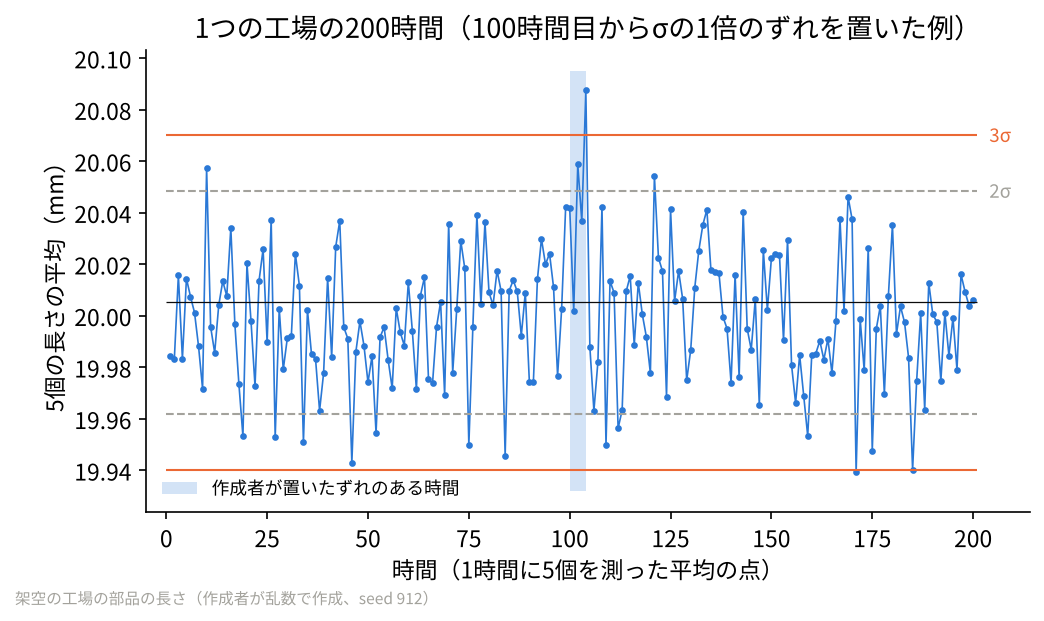 1つの工場の200時間（100時間目からσの1倍のずれを置いた例）
5個の長さの平均（mm）
20.10
20.08
20.06
20.04
20.02
20.00
19.98
19.96
19.94
3σ
2σ
作成者が置いたずれのある時間
0 25 50 75 100 125 150 175 200
時間（1時間に5個を測った平均の点）
架空の工場の部品の長さ（作成者が乱数で作成、seed 912）